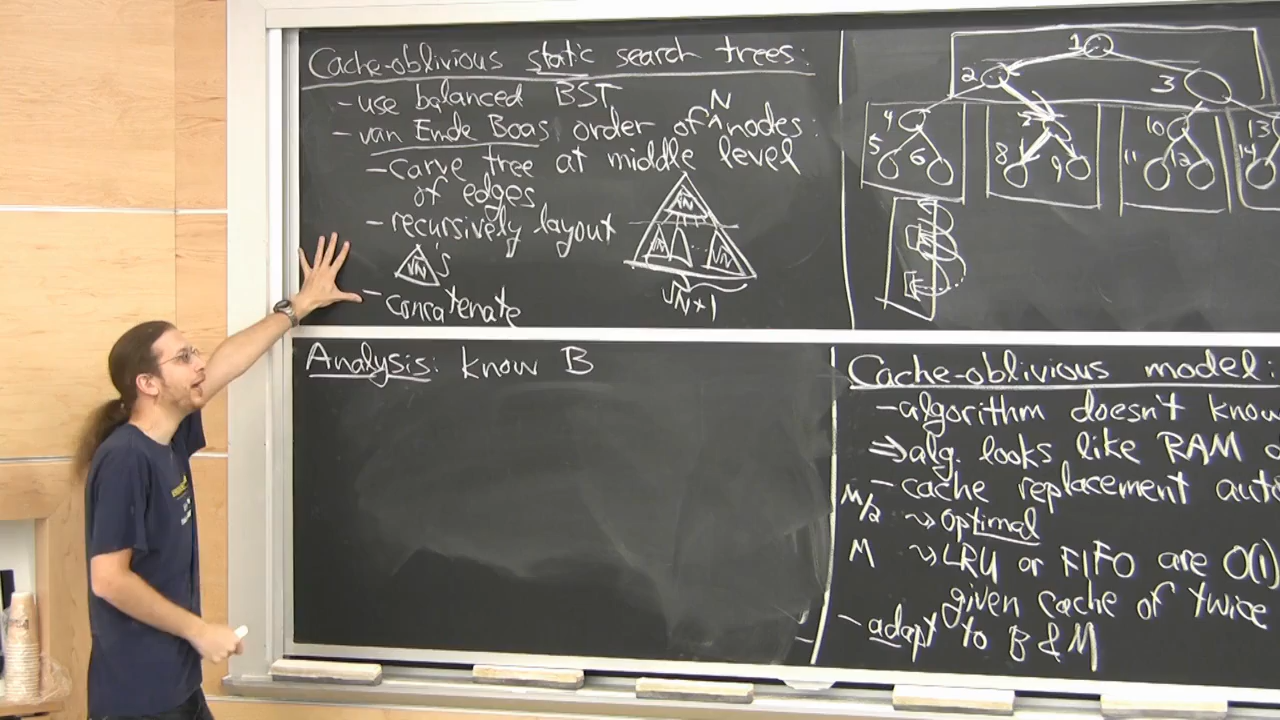 Cache-oblivious static search trees:
- use balanced BST
- van Emde Boas order of N nodes:
- carve tree at middle level
of edges
- recursively layout
√N 's
- concatenate
√N
√N √N
√N+1
1
2 3
4 7 10 13
5 6 8 9 11 12 14
Analysis: know B
Cache-oblivious model:
- algorithm doesn't know
⇒ alg. looks like RAM
- cache replacement
M/2 ⤳ Optimal
M ⤳ LRU or FIFO are O(1)
given cache of twice
- adapt to B & M